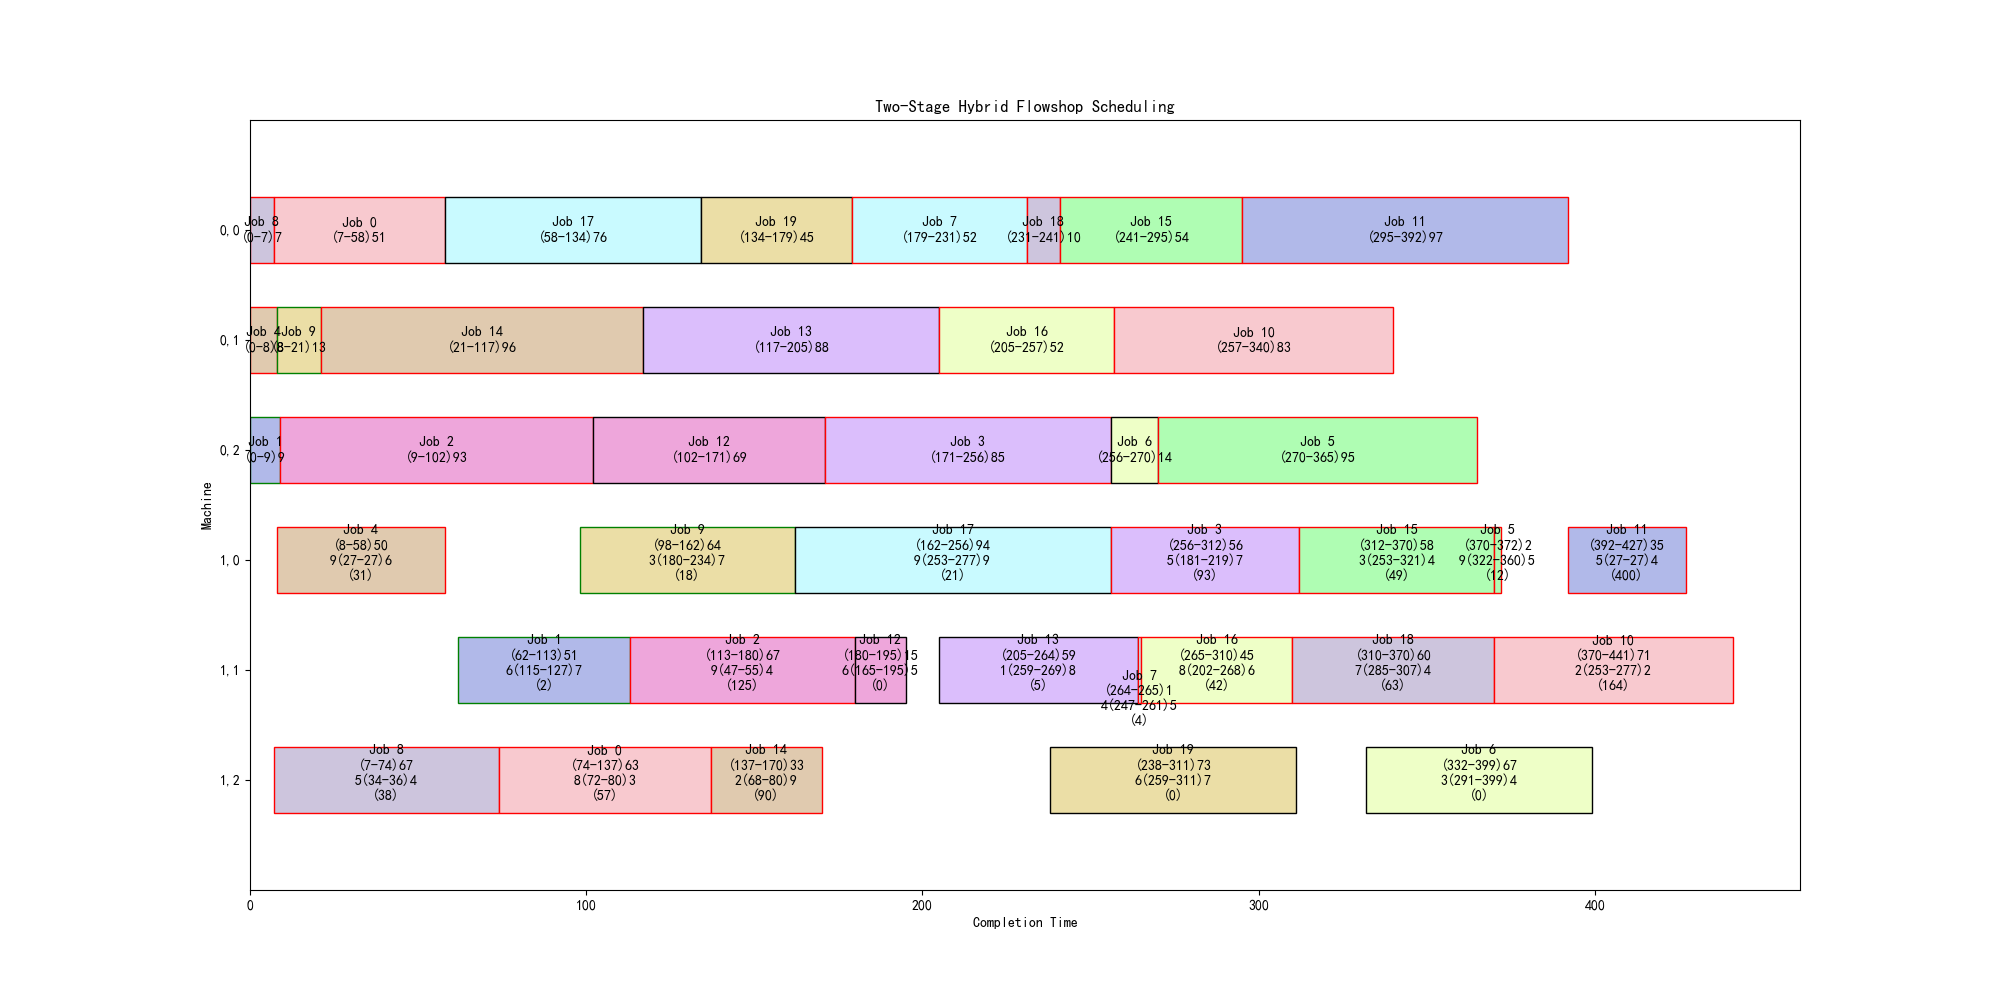 Two-Stage Hybrid Flowshop Scheduling
Machine
0,0
Job 8
(0-7)7
Job 0
(7-58)51
Job 17
(58-134)76
Job 19
(134-179)45
Job 7
(179-231)52
Job 18
(231-241)10
Job 15
(241-295)54
Job 11
(295-392)97
0,1
Job 4
(0-8)8
Job 9
(8-21)13
Job 14
(21-117)96
Job 13
(117-205)88
Job 16
(205-257)52
Job 10
(257-340)83
0,2
Job 1
(0-9)9
Job 2
(9-102)93
Job 12
(102-171)69
Job 3
(171-256)85
Job 6
(256-270)14
Job 5
(270-365)95
1,0
Job 4
(8-58)50
9(27-27)6
(31)
Job 9
(98-162)64
3(180-234)7
(18)
Job 17
(162-256)94
9(253-277)9
(21)
Job 3
(256-312)56
5(181-219)7
(93)
Job 15
(312-370)58
3(253-321)4
(49)
Job 5
(370-372)2
9(322-360)5
(12)
Job 11
(392-427)35
5(27-27)4
(400)
1,1
Job 1
(62-113)51
6(115-127)7
(2)
Job 2
(113-180)67
9(47-55)4
(125)
Job 12
(180-195)15
6(165-195)5
(0)
Job 13
(205-264)59
1(259-269)8
(5)
Job 7
(264-265)1
4(247-261)5
(4)
Job 16
(265-310)45
8(202-268)6
(42)
Job 18
(310-370)60
7(285-307)4
(63)
Job 10
(370-441)71
2(253-277)2
(164)
1,2
Job 8
(7-74)67
5(34-36)4
(38)
Job 0
(74-137)63
8(72-80)3
(57)
Job 14
(137-170)33
2(68-80)9
(90)
Job 19
(238-311)73
6(259-311)7
(0)
Job 6
(332-399)67
3(291-399)4
(0)
0 100 200 300 400
Completion Time